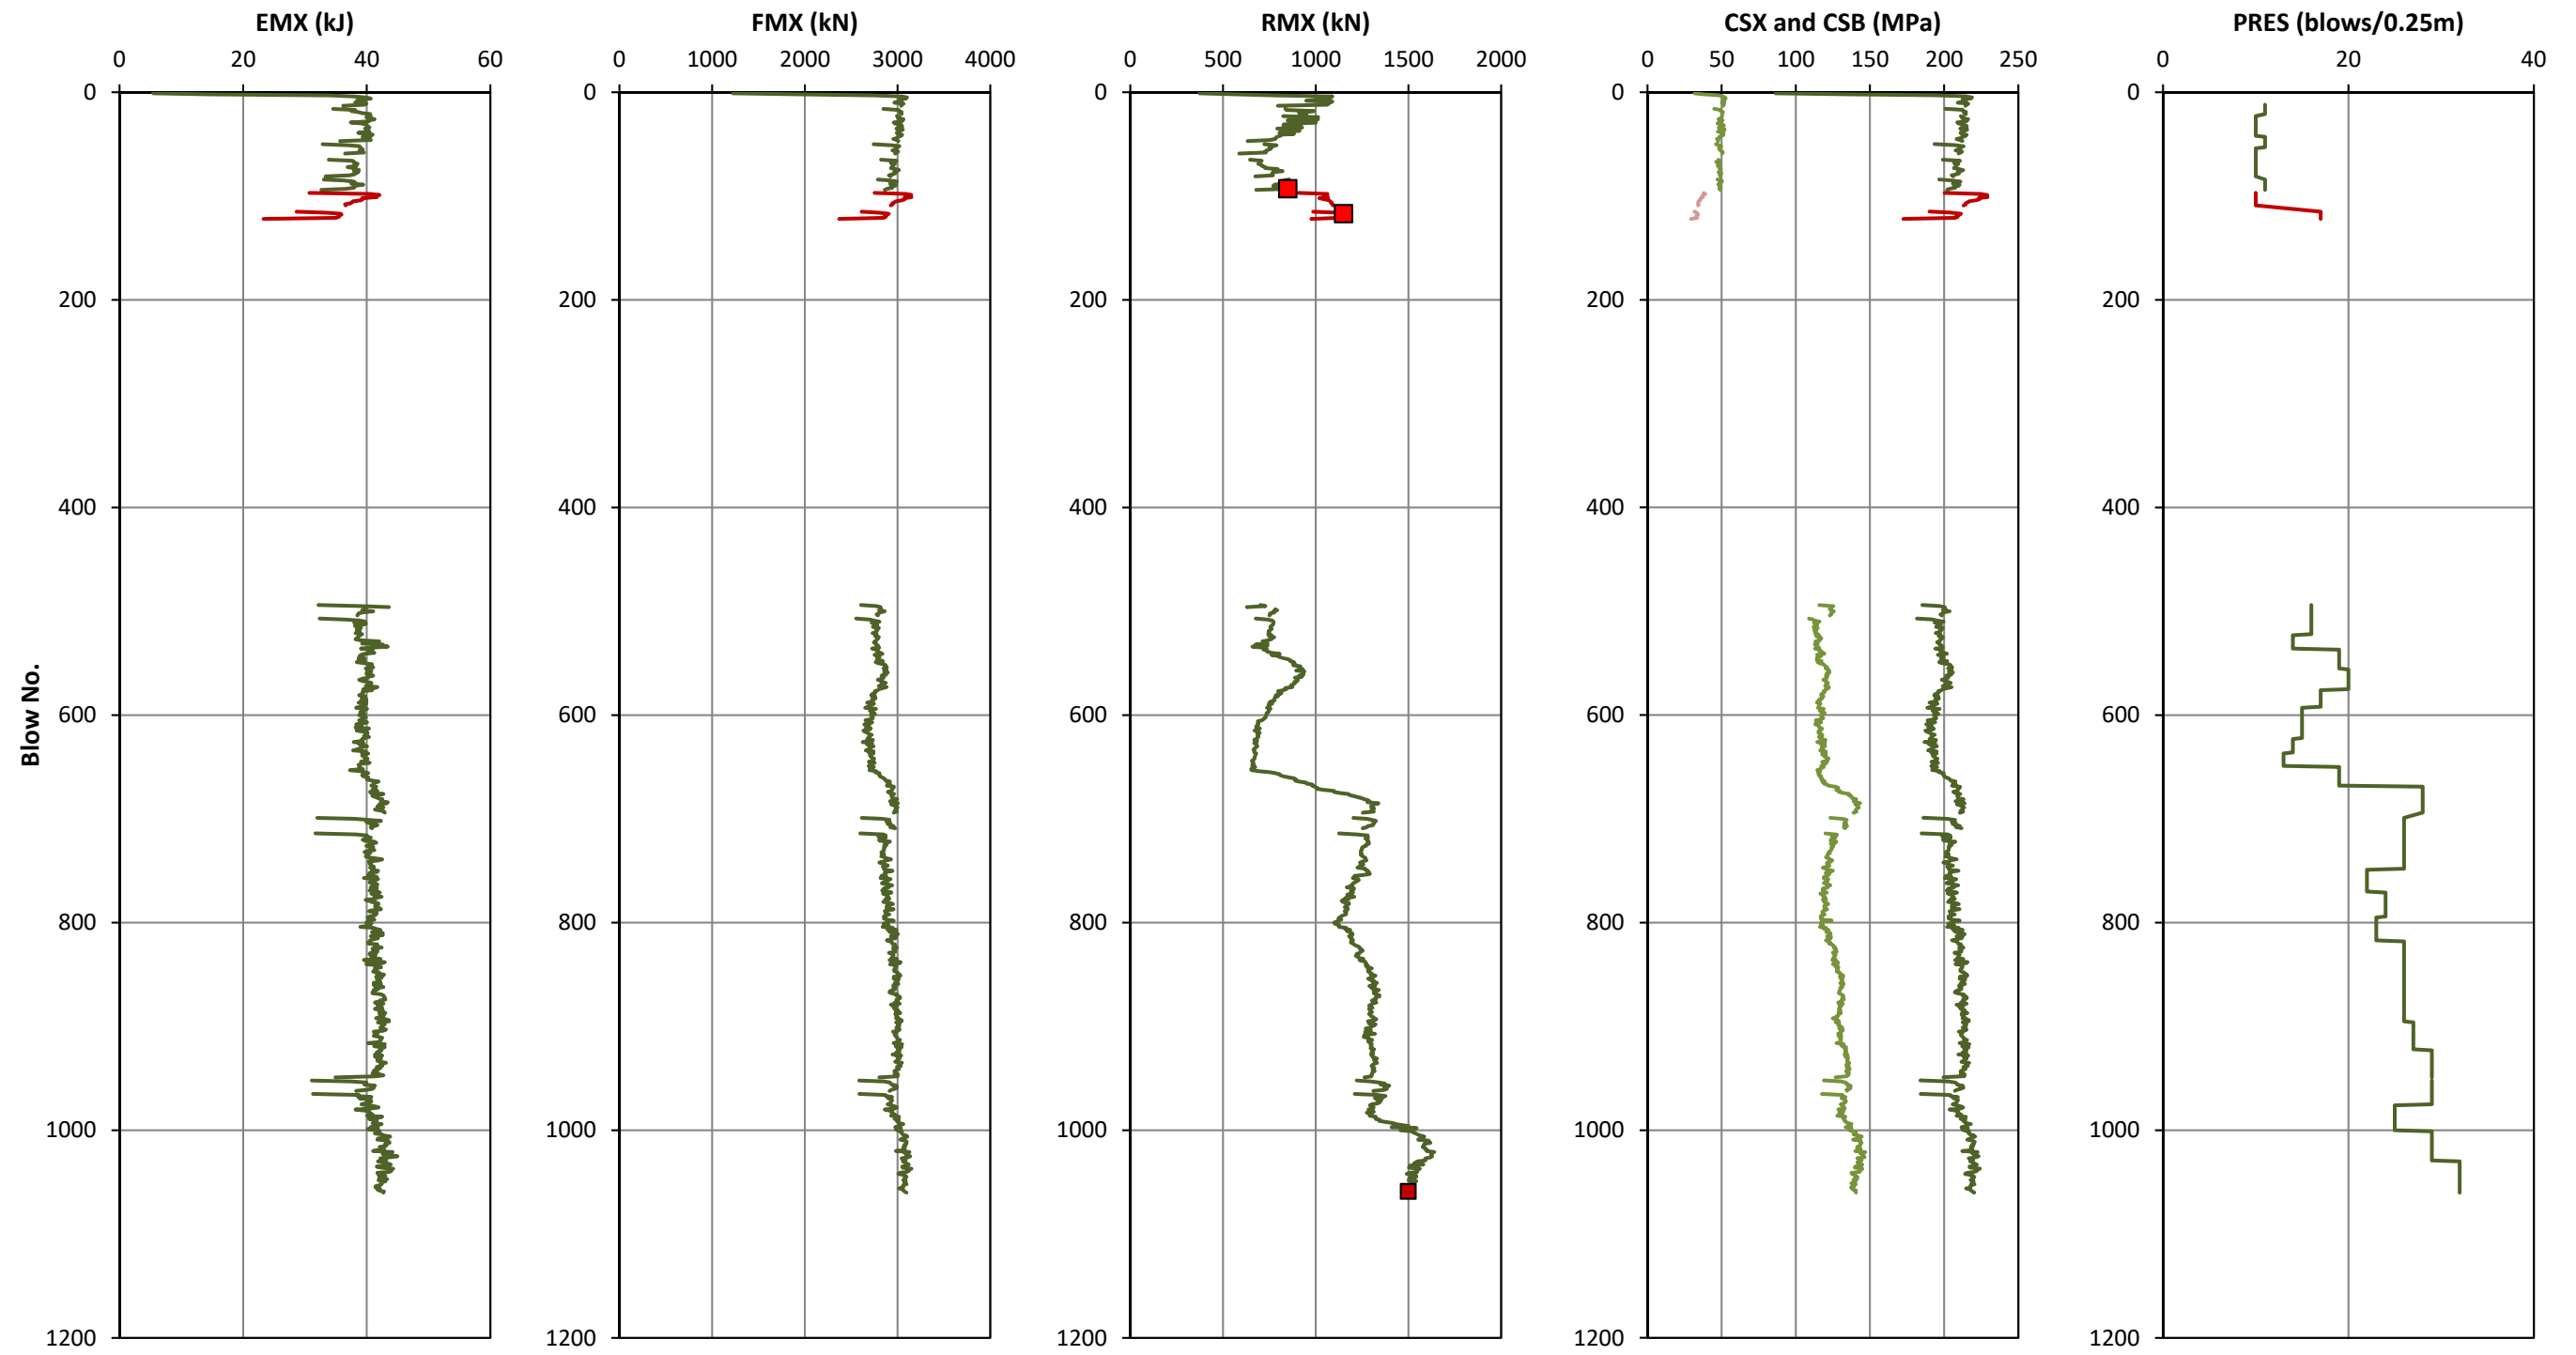 EMX (kJ) FMX (kN) RMX (kN) CSX and CSB (MPa) PRES (blows/0.25m)
0 20 40 60 0 1000 2000 3000 4000 0 500 1000 1500 2000 0 50 100 150 200 250 0 20 40
0 0 0 0 0
200 200 200 200 200
400 400 400 400 400
Blow No.
600 600 600 600 600
800 800 800 800 800
1000 1000 1000 1000 1000
1200 1200 1200 1200 1200